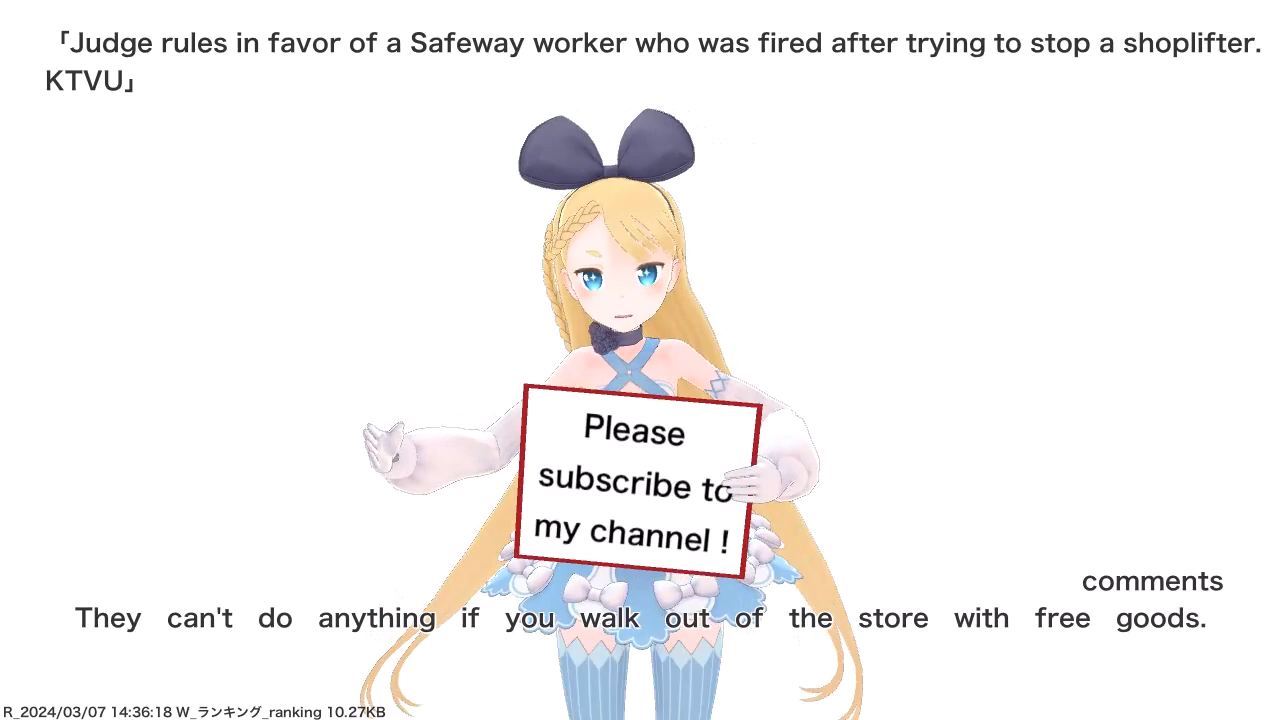 「Judge rules in favor of a Safeway worker who was fired after trying to stop a shoplifter.
KTVU」
Please
subscribe to
my channel !
comments
They can't do anything if you walk out of the store with free goods.
R_2024/03/07 14:36:18 W_ランキング_ranking 10.27KB